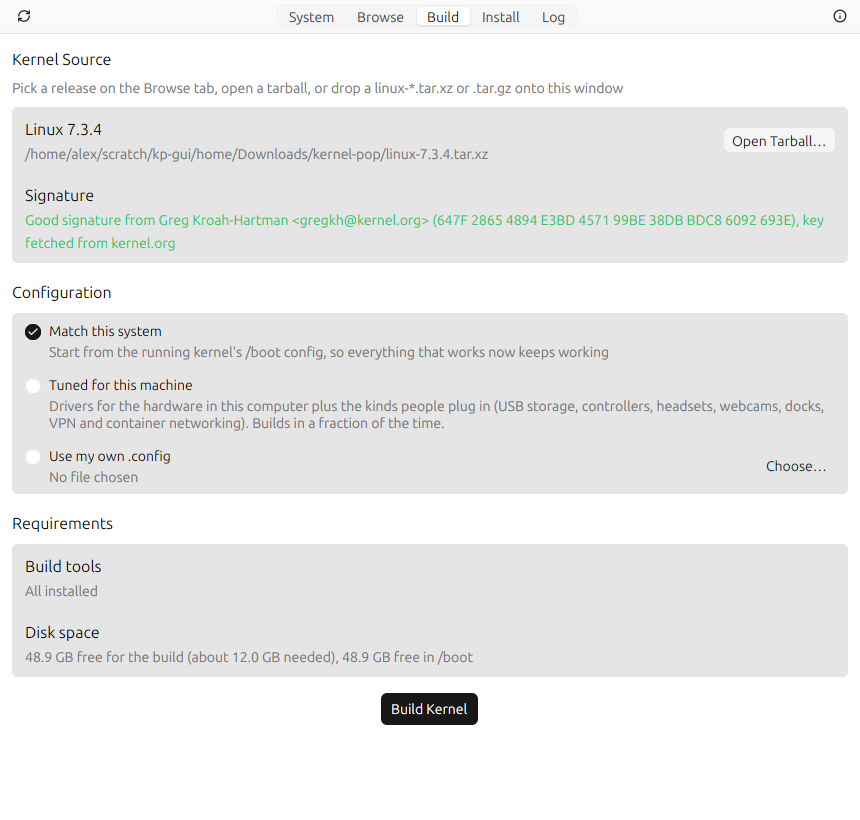 System Browse Build Install Log
Kernel Source
Pick a release on the Browse tab, open a tarball, or drop a linux-*.tar.xz or .tar.gz onto this window
Linux 7.3.4
/home/alex/scratch/kp-gui/home/Downloads/kernel-pop/linux-7.3.4.tar.xz
Open Tarball...
Signature
Good signature from Greg Kroah-Hartman <gregkh@kernel.org> (647F 2865 4894 E3BD 4571 99BE 38DB BDC8 6092 693E), key
fetched from kernel.org
Configuration
Match this system
Start from the running kernel's /boot config, so everything that works now keeps working
Tuned for this machine
Drivers for the hardware in this computer plus the kinds people plug in (USB storage, controllers, headsets, webcams, docks,
VPN and container networking). Builds in a fraction of the time.
Use my own .config
No file chosen
Choose...
Requirements
Build tools
All installed
Disk space
48.9 GB free for the build (about 12.0 GB needed), 48.9 GB free in /boot
Build Kernel